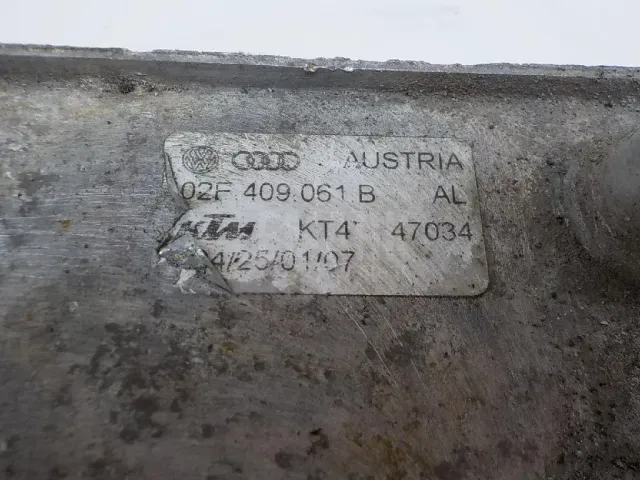 AUSTRIA
02F 409.061 B AL
KTM KT4 47034
4/25/01/07